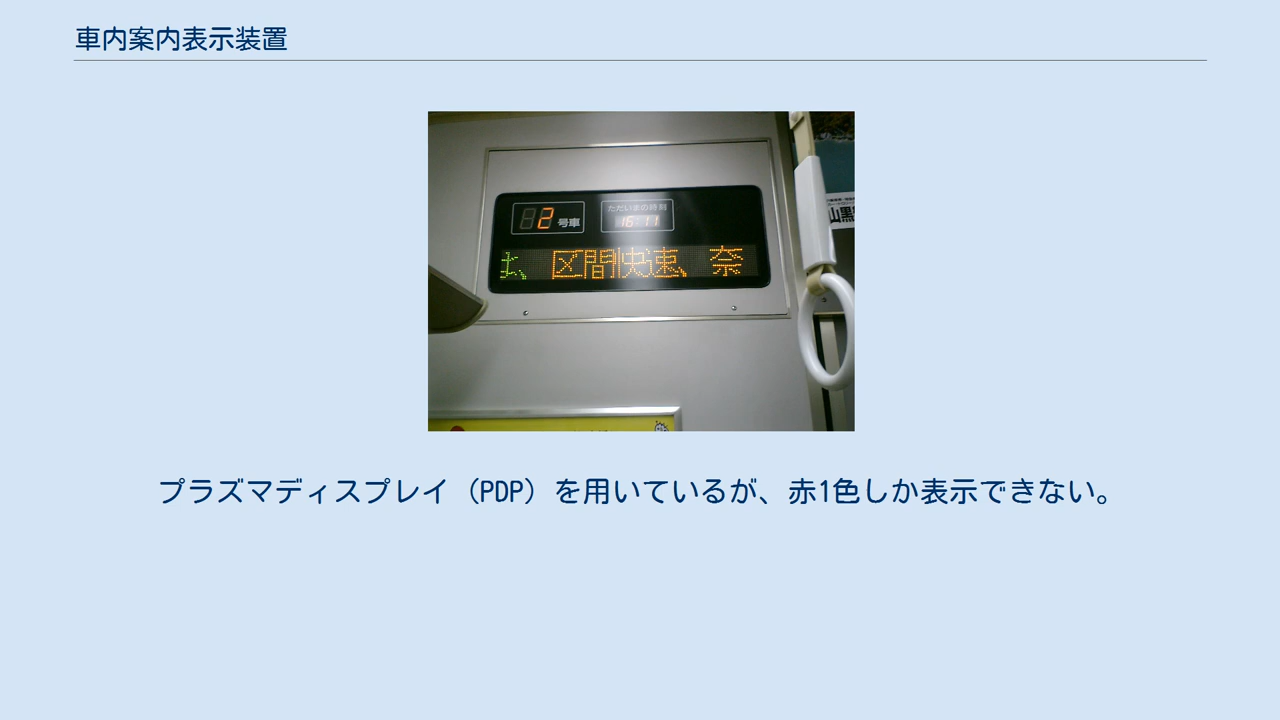 車内案内表示装置
2 号車
ただいまの時刻
16:11
は、 区間快速、 奈
山黒
プラズマディスプレイ（PDP）を用いているが、赤1色しか表示できない。